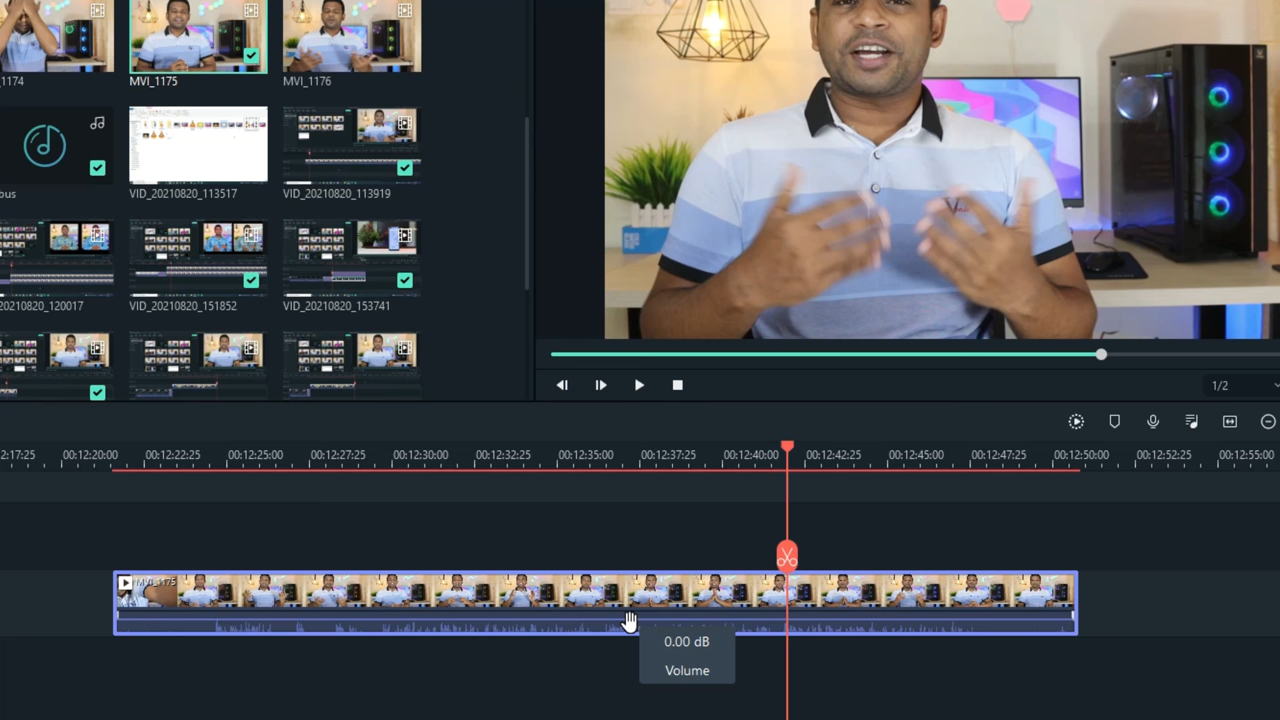 _1174
MVI_1175
MVI_1176
bus
VID_20210820_113517
VID_20210820_113919
20210820_120017
VID_20210820_151852
VID_20210820_153741
1/2
2:17:25
00:12:20:00
00:12:22:25
00:12:25:00
00:12:27:25
00:12:30:00
00:12:32:25
00:12:35:00
00:12:37:25
00:12:40:00
00:12:42:25
00:12:45:00
00:12:47:25
00:12:50:00
00:12:52:25
00:12:55:00
MVI_1175
0.00 dB
Volume